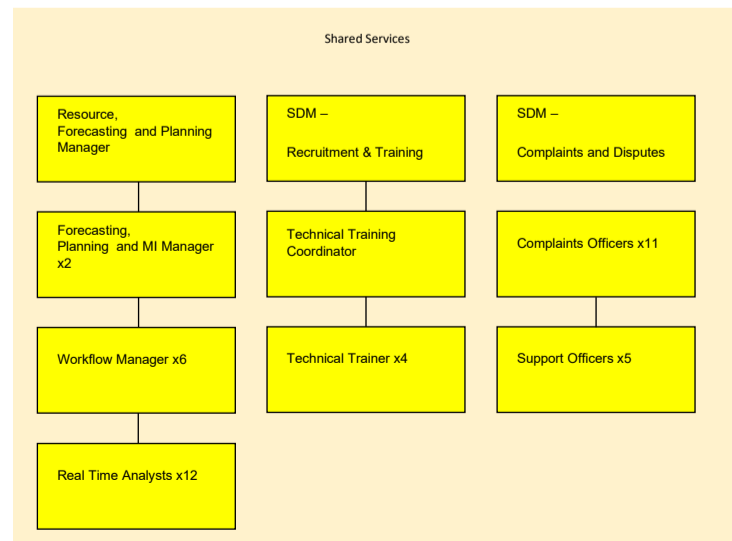 Shared Services
Resource,
Forecasting and Planning
Manager
SDM –
Recruitment & Training
SDM –
Complaints and Disputes
Forecasting,
Planning and MI Manager
x2
Technical Training
Coordinator
Complaints Officers x11
Workflow Manager x6
Technical Trainer x4
Support Officers x5
Real Time Analysts x12